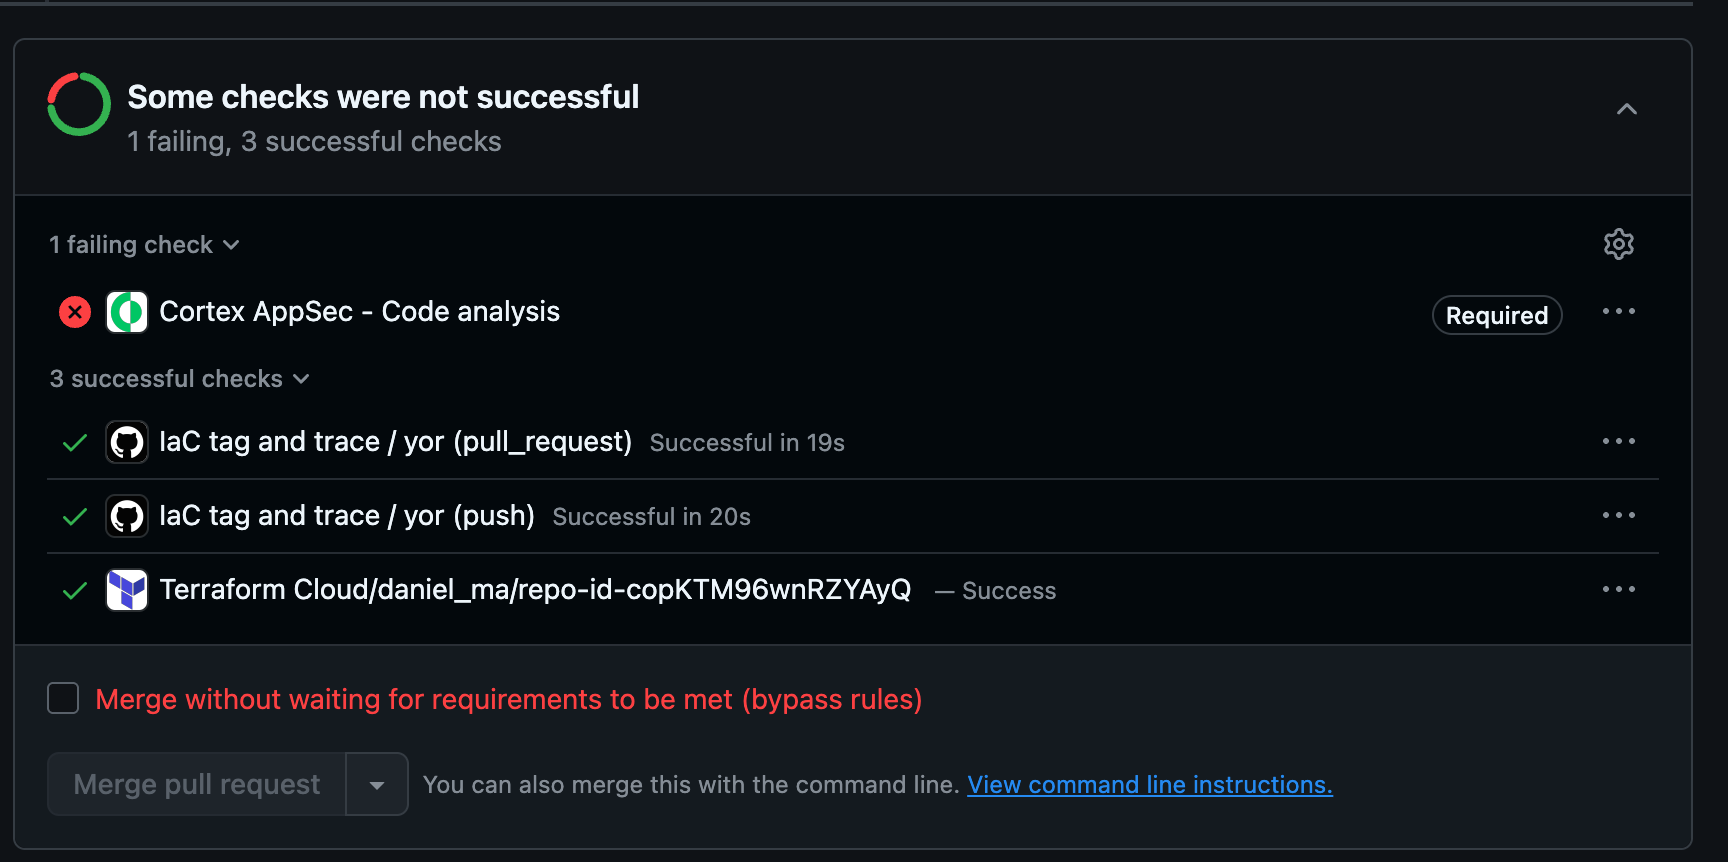 Some checks were not successful
1 failing, 3 successful checks
1 failing check
Cortex AppSec - Code analysis Required
3 successful checks
IaC tag and trace / yor (pull_request) Successful in 19s
IaC tag and trace / yor (push) Successful in 20s
Terraform Cloud/daniel_ma/repo-id-copKTM96wnRZYAyQ — Success
Merge without waiting for requirements to be met (bypass rules)
Merge pull request You can also merge this with the command line. View command line instructions.